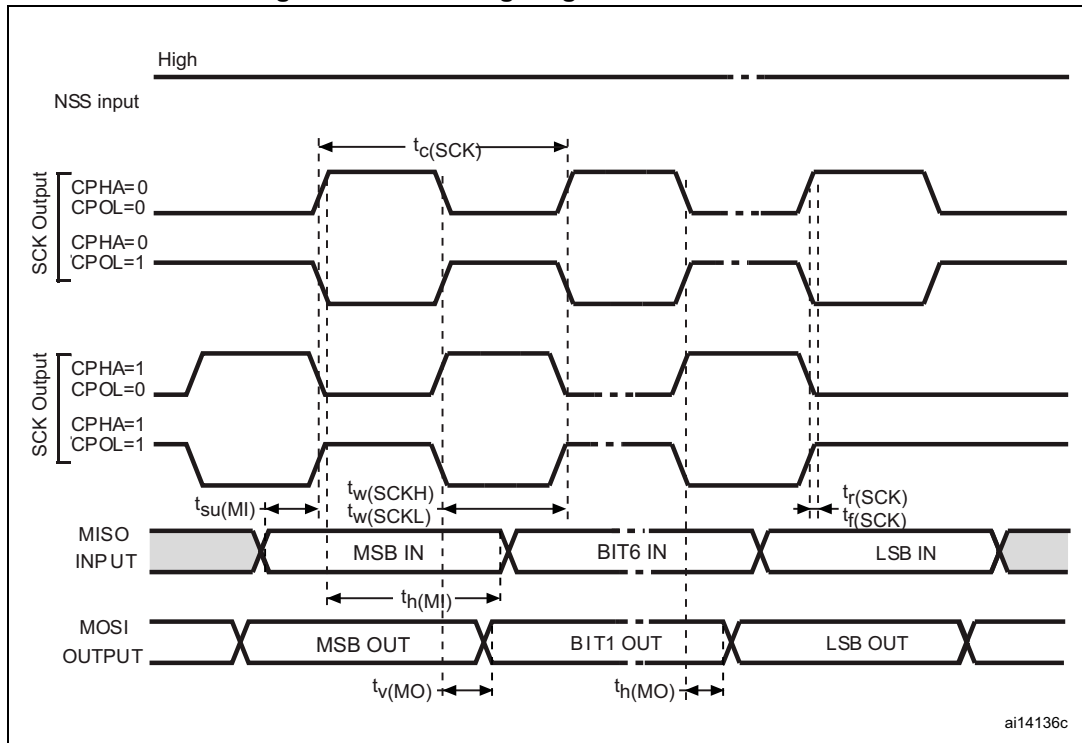 High
NSS input
tc(SCK)
SCK Output
CPHA=0
CPOL=0
CPHA=0
CPOL=1
SCK Output
CPHA=1
CPOL=0
CPHA=1
CPOL=1
tsu(MI)
tw(SCKH)
tw(SCKL)
tr(SCK)
tf(SCK)
MISO
INPUT
MSB IN
BIT6 IN
LSB IN
th(MI)
MOSI
OUTPUT
MSB OUT
BIT1 OUT
LSB OUT
tv(MO)
th(MO)
ai14136c